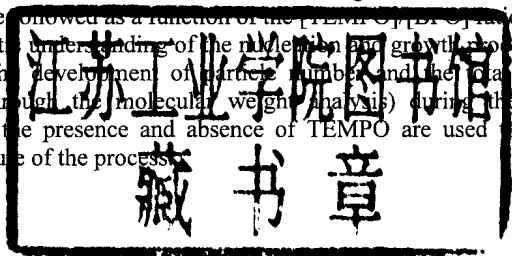 e followed as a function of the [TEMPO]/[BPO] ratio
the understanding of the nucleation and growth proc
江苏工业学院图书馆
development of particle number and the total
rough the molecular weight analysis) during the
the presence and absence of TEMPO are used t
re of the process
藏书章